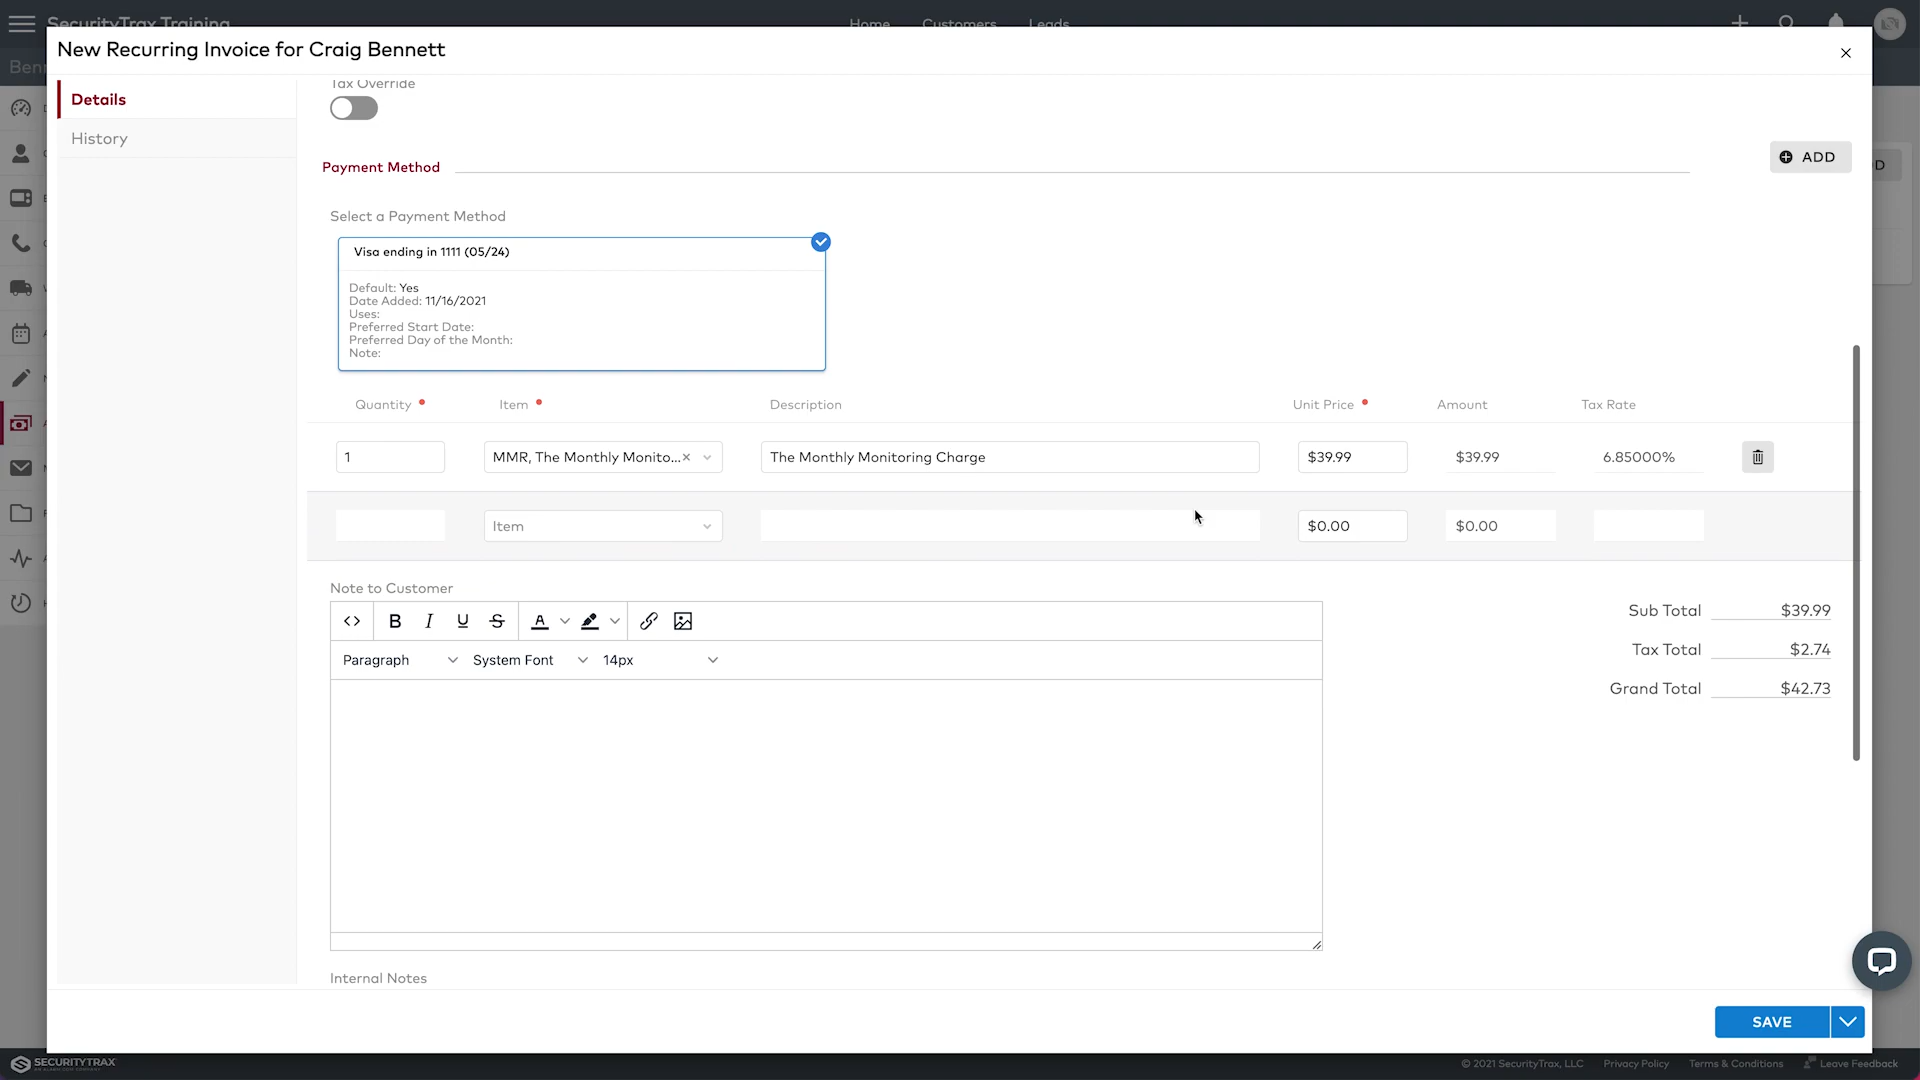 SecurityTrax Training
Home Customers Leads
New Recurring Invoice for Craig Bennett
Details
History
Tax Override
Payment Method
ADD
Select a Payment Method
Visa ending in 1111 (05/24)
Default: Yes
Date Added: 11/16/2021
Uses:
Preferred Start Date:
Preferred Day of the Month:
Note:
Quantity Item Description Unit Price Amount Tax Rate
1 MMR, The Monthly Monito... The Monthly Monitoring Charge $39.99 $39.99 6.85000%
Item $0.00 $0.00
Note to Customer
Paragraph System Font 14px
Sub Total $39.99
Tax Total $2.74
Grand Total $42.73
Internal Notes
SAVE
SECURITYTRAX
© 2021 SecurityTrax, LLC Privacy Policy Terms & Conditions Leave Feedback